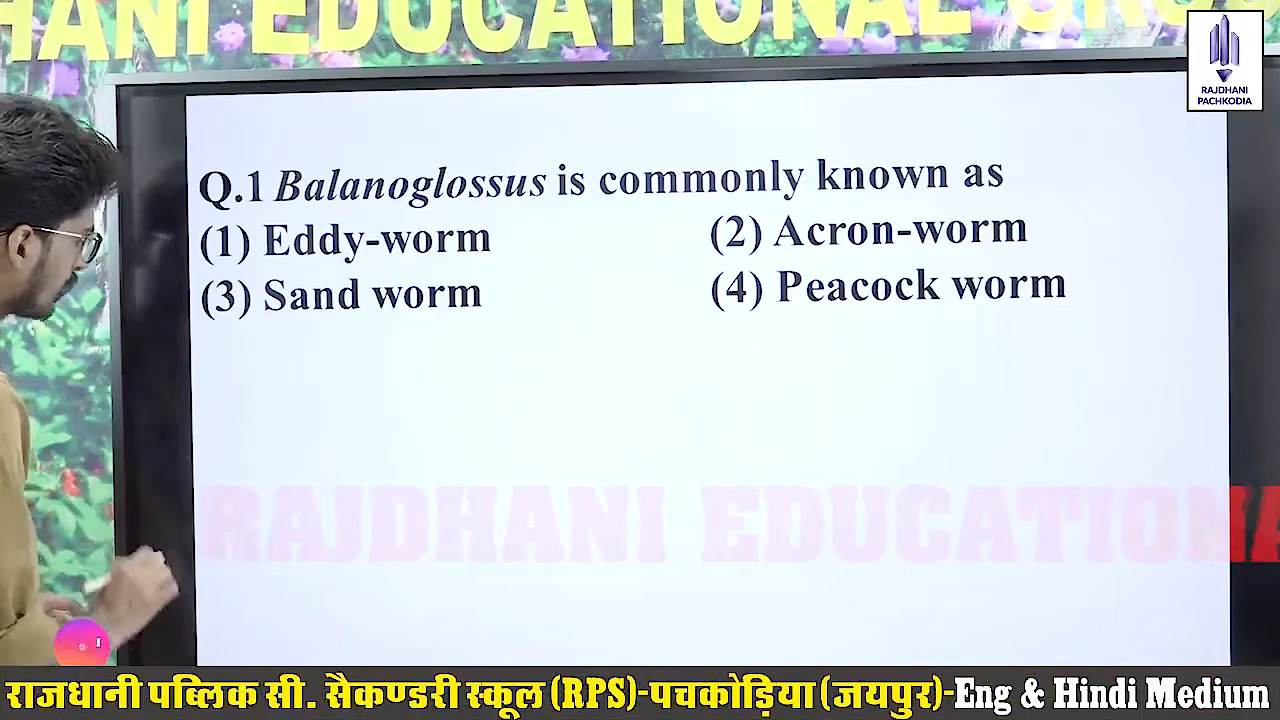 HANI EDUCATIONAL GRO
RAJDHANI
PACHKODIA
Q.1 Balanoglossus is commonly known as
(1) Eddy-worm (2) Acron-worm
(3) Sand worm (4) Peacock worm
RAJDHANI EDUCATIONA
राजधानी पब्लिक सी. सैकण्डरी स्कूल (RPS)-पचकोड़िया (जयपुर)-Eng & Hindi Medium